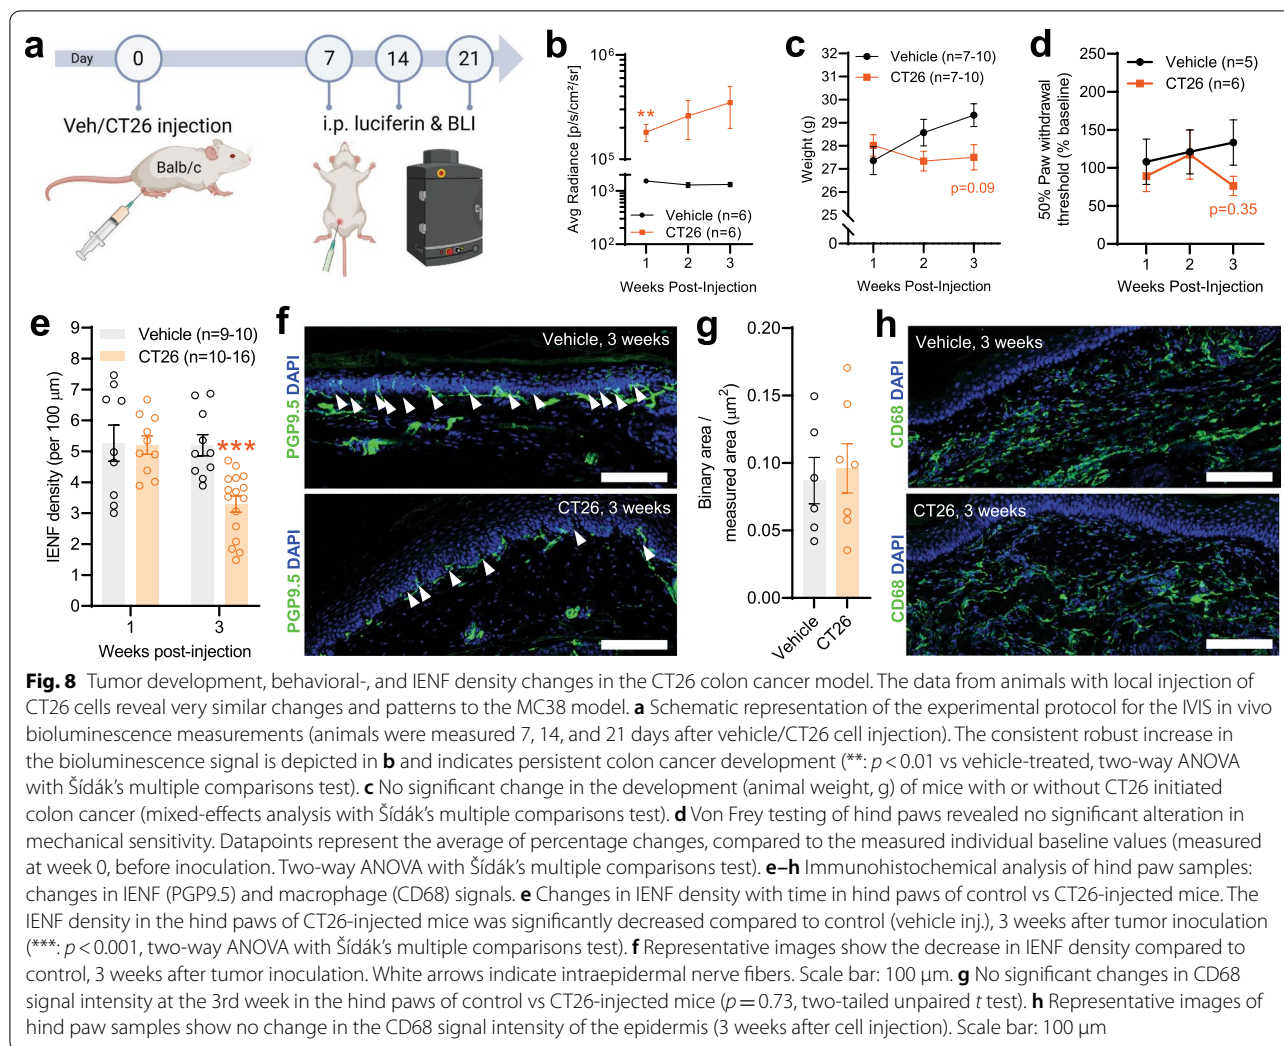 a
Day
0
7
14
21
Veh/CT26 injection
i.p. luciferin & BLI
Balb/c
b
10⁶
10⁵
10³
10²
Avg Radiance [p/s/cm²/sr]
Vehicle (n=6)
CT26 (n=6)
**
1 2 3
Weeks Post-Injection
c
32
31
30
29
28
27
26
25
0
Weight (g)
Vehicle (n=7-10)
CT26 (n=7-10)
p=0.09
1 2 3
Weeks Post-Injection
d
250
200
150
100
50
0
50% Paw withdrawal
threshold (% baseline)
Vehicle (n=5)
CT26 (n=6)
p=0.35
1 2 3
Weeks Post-Injection
e
9
8
7
6
5
4
3
2
1
0
IENF density (per 100 µm)
Vehicle (n=9-10)
CT26 (n=10-16)
***
1 3
Weeks post-injection
f
PGP9.5 DAPI
Vehicle, 3 weeks
PGP9.5 DAPI
CT26, 3 weeks
g
0.20
0.15
0.10
0.05
0.00
Binary area /
measured area (µm²)
Vehicle
CT26
h
CD68 DAPI
Vehicle, 3 weeks
CD68 DAPI
CT26, 3 weeks
Fig. 8 Tumor development, behavioral-, and IENF density changes in the CT26 colon cancer model. The data from animals with local injection of
CT26 cells reveal very similar changes and patterns to the MC38 model. a Schematic representation of the experimental protocol for the IVIS in vivo
bioluminescence measurements (animals were measured 7, 14, and 21 days after vehicle/CT26 cell injection). The consistent robust increase in
the bioluminescence signal is depicted in b and indicates persistent colon cancer development (**: p < 0.01 vs vehicle-treated, two-way ANOVA
with Šídák's multiple comparisons test). c No significant change in the development (animal weight, g) of mice with or without CT26 initiated
colon cancer (mixed-effects analysis with Šídák's multiple comparisons test). d Von Frey testing of hind paws revealed no significant alteration in
mechanical sensitivity. Datapoints represent the average of percentage changes, compared to the measured individual baseline values (measured
at week 0, before inoculation. Two-way ANOVA with Šídák's multiple comparisons test). e–h Immunohistochemical analysis of hind paw samples:
changes in IENF (PGP9.5) and macrophage (CD68) signals. e Changes in IENF density with time in hind paws of control vs CT26-injected mice. The
IENF density in the hind paws of CT26-injected mice was significantly decreased compared to control (vehicle inj.), 3 weeks after tumor inoculation
(***: p < 0.001, two-way ANOVA with Šídák's multiple comparisons test). f Representative images show the decrease in IENF density compared to
control, 3 weeks after tumor inoculation. White arrows indicate intraepidermal nerve fibers. Scale bar: 100 µm. g No significant changes in CD68
signal intensity at the 3rd week in the hind paws of control vs CT26-injected mice (p = 0.73, two-tailed unpaired t test). h Representative images of
hind paw samples show no change in the CD68 signal intensity of the epidermis (3 weeks after cell injection). Scale bar: 100 µm